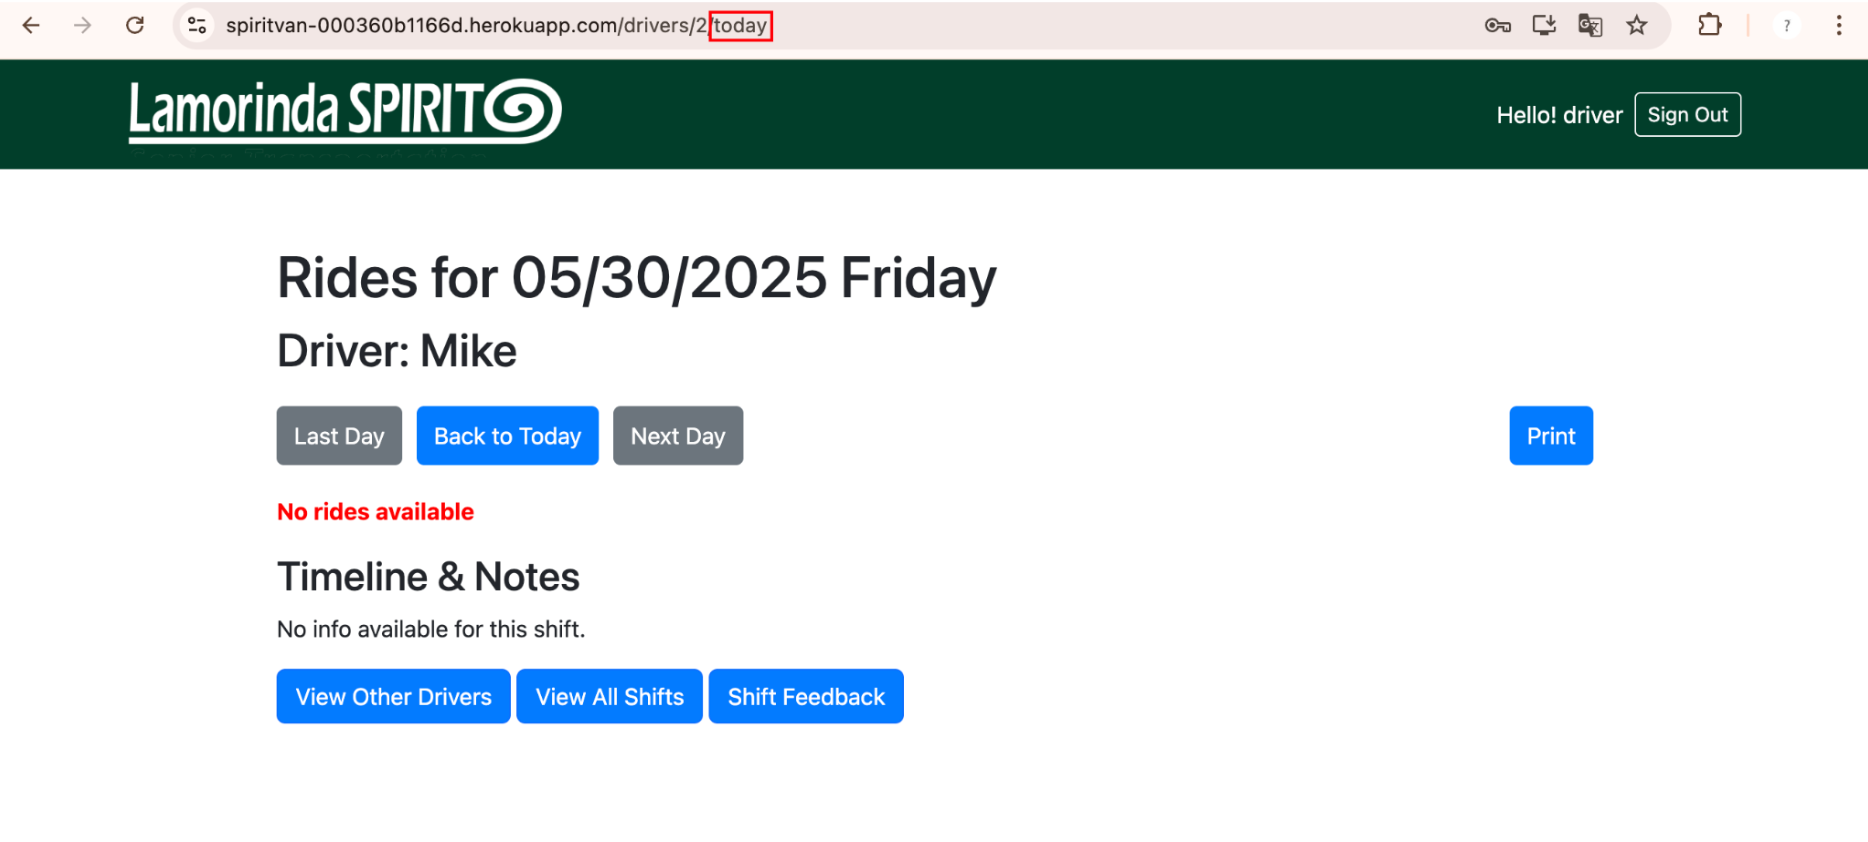 spiritvan-000360b1166d.herokuapp.com/drivers/2/today
Lamorinda SPIRIT
Hello! driver Sign Out
Rides for 05/30/2025 Friday
Driver: Mike
Last Day Back to Today Next Day Print
No rides available
Timeline & Notes
No info available for this shift.
View Other Drivers View All Shifts Shift Feedback